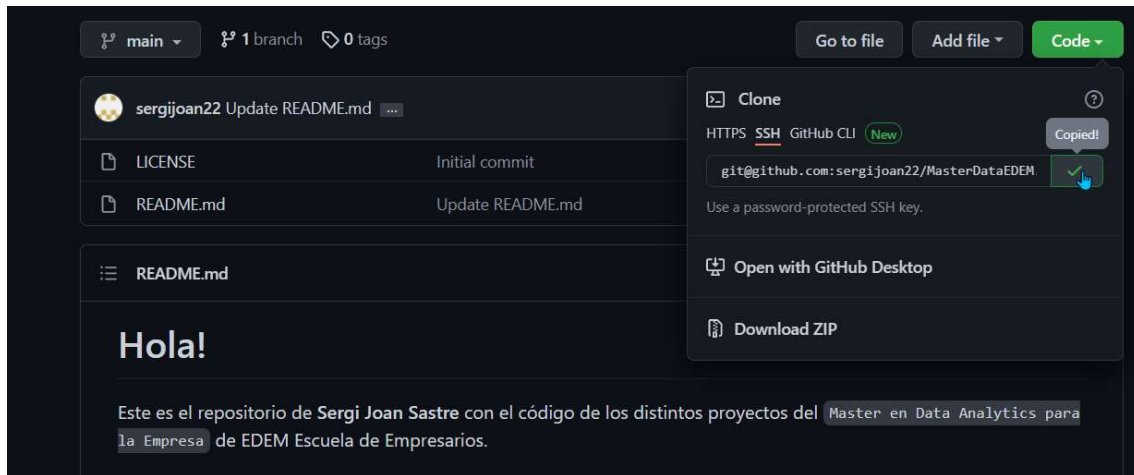 main 1 branch 0 tags Go to file Add file Code
sergijoan22 Update README.md ...
Clone
HTTPS SSH GitHub CLI New Copied!
LICENSE Initial commit
git@github.com:sergijoan22/MasterDataEDEM.
README.md Update README.md
Use a password-protected SSH key.
Open with GitHub Desktop
README.md
Download ZIP
Hola!
Este es el repositorio de Sergi Joan Sastre con el código de los distintos proyectos del Master en Data Analytics para
la Empresa de EDEM Escuela de Empresarios.